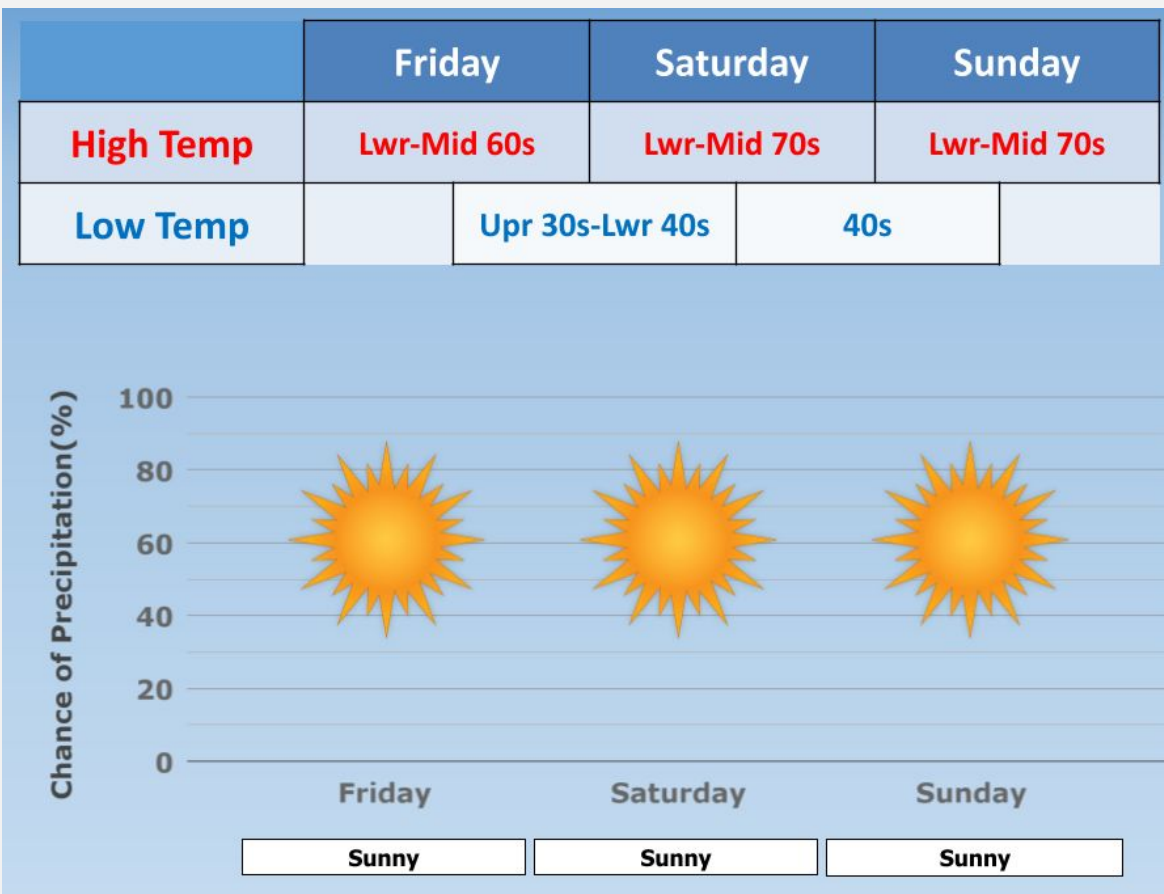 Friday Saturday Sunday
High Temp Lwr-Mid 60s Lwr-Mid 70s Lwr-Mid 70s
Low Temp Upr 30s-Lwr 40s 40s
Chance of Precipitation(%)
100
80
60
40
20
0
Friday Saturday Sunday
Sunny Sunny Sunny